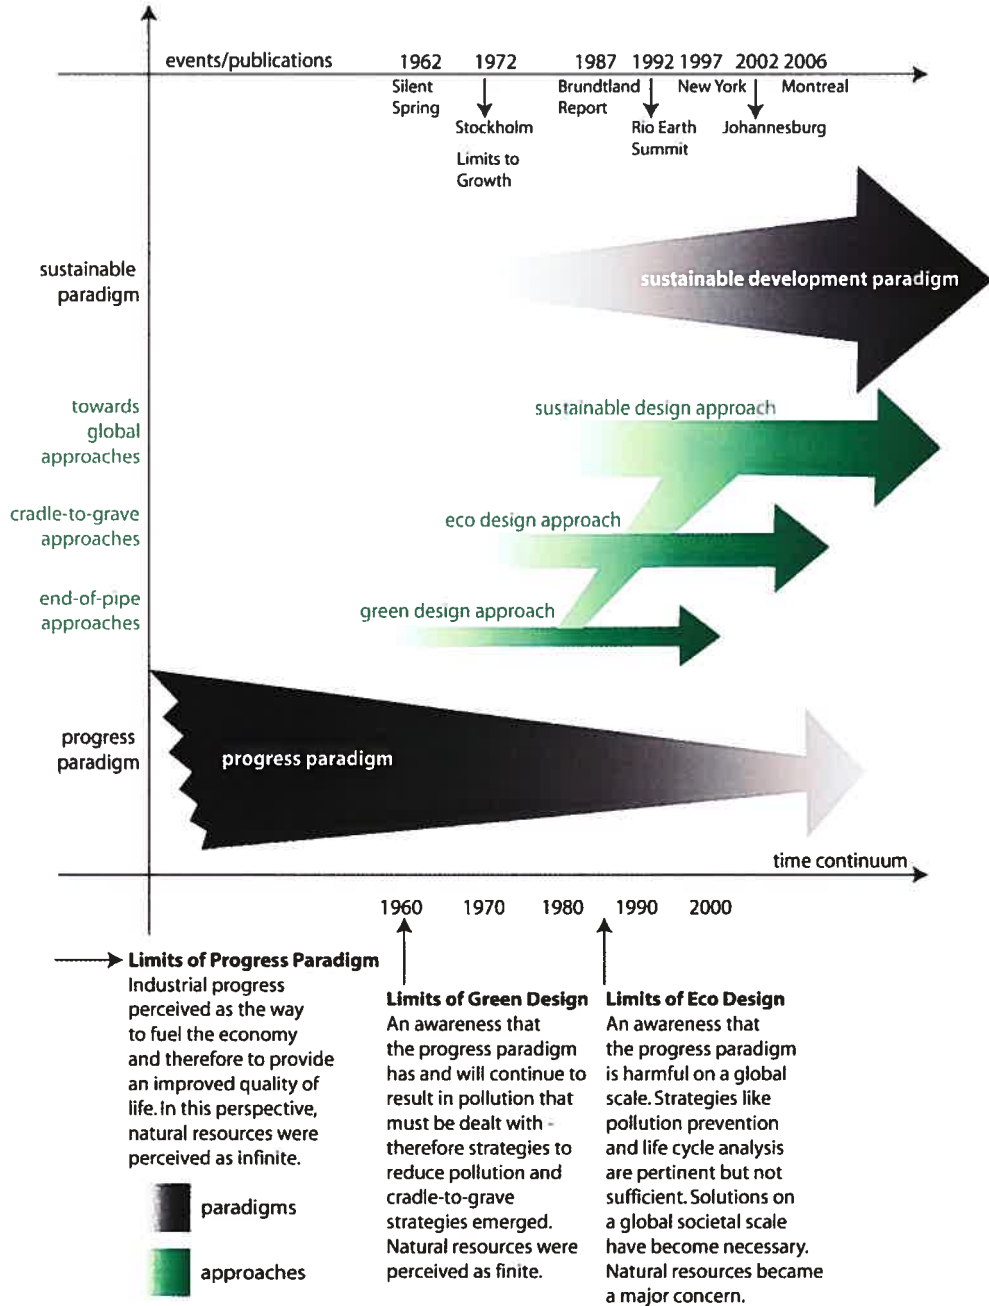 events/publications
1962 1972 1987 1992 1997 2002 2006
Silent
Spring
Stockholm
Limits to
Growth
Brundtland
Report
Rio Earth
Summit
New York
Johannesburg
Montreal
sustainable
paradigm
sustainable development paradigm
towards
global
approaches
sustainable design approach
cradle-to-grave
approaches
eco design approach
end-of-pipe
approaches
green design approach
progress
paradigm
progress paradigm
time continuum
1960 1970 1980 1990 2000
Limits of Progress Paradigm
Industrial progress
perceived as the way
to fuel the economy
and therefore to provide
an improved quality of
life. In this perspective,
natural resources were
perceived as infinite.
paradigms
approaches
Limits of Green Design
An awareness that
the progress paradigm
has and will continue to
result in pollution that
must be dealt with -
therefore strategies to
reduce pollution and
cradle-to-grave
strategies emerged.
Natural resources were
perceived as finite.
Limits of Eco Design
An awareness that
the progress paradigm
is harmful on a global
scale. Strategies like
pollution prevention
and life cycle analysis
are pertinent but not
sufficient. Solutions on
a global societal scale
have become necessary.
Natural resources became
a major concern.